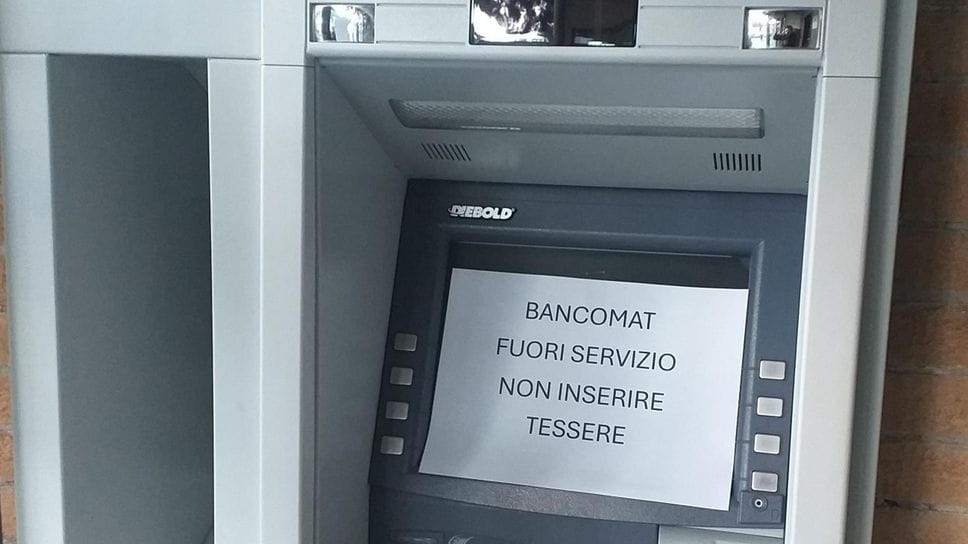 DIEBOLD
BANCOMAT
FUORI SERVIZIO
NON INSERIRE
TESSERE